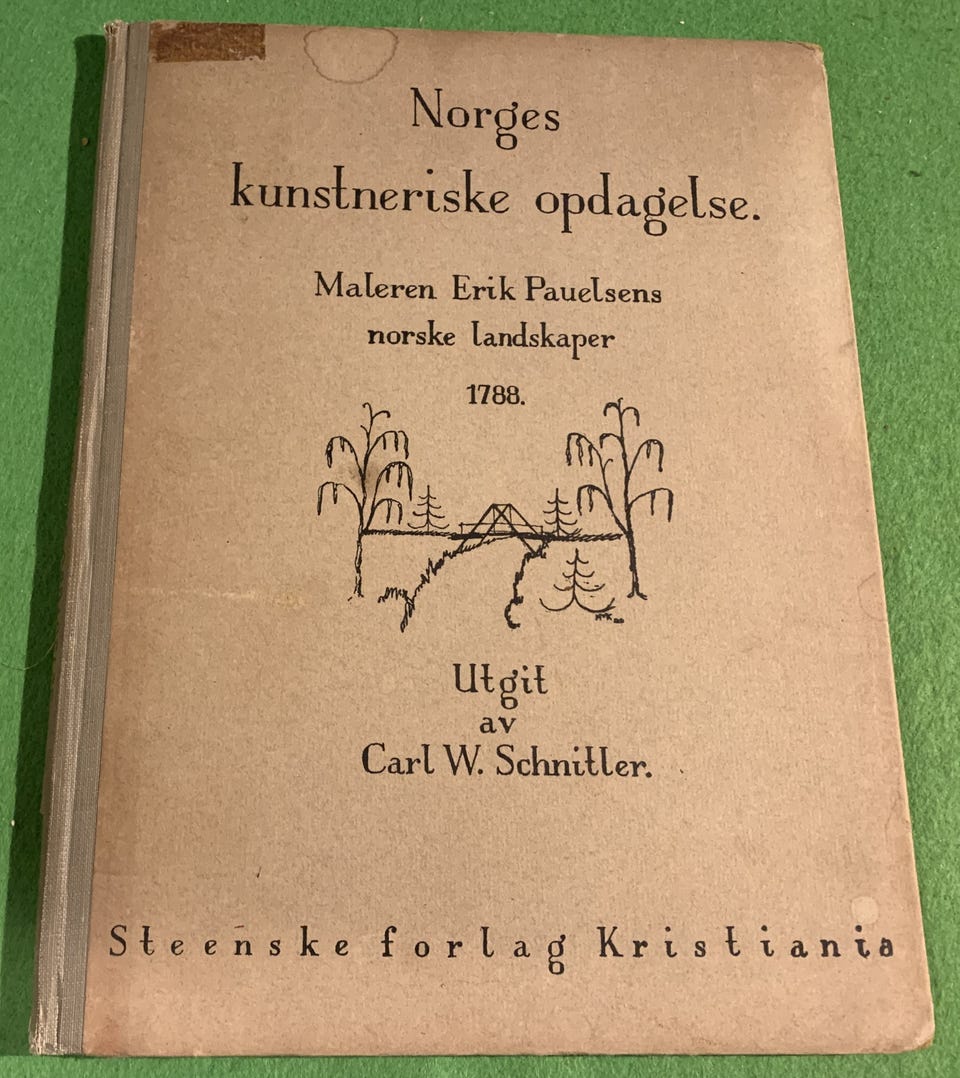 Norges
kunstneriske opdagelse.
Maleren Erik Pauelsens
norske landskaper
1788.
Utgit
av
Carl W. Schnitler.
Steenske forlag Kristiania